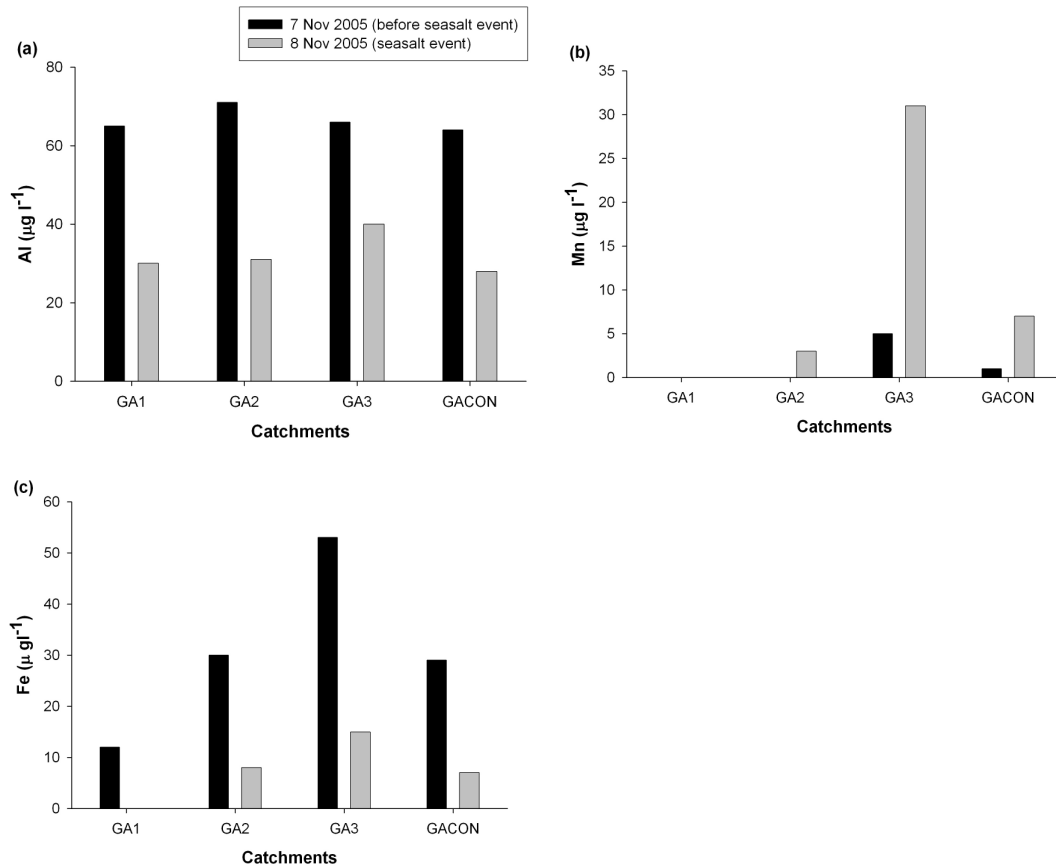 7 Nov 2005 (before seasalt event)
8 Nov 2005 (seasalt event)
(a)
80
60
40
20
0
Al (µg l⁻¹)
GA1 GA2 GA3 GACON
Catchments
(b)
35
30
25
20
15
10
5
0
Mn (µg l⁻¹)
GA1 GA2 GA3 GACON
Catchments
(c)
60
50
40
30
20
10
0
Fe (µ gl⁻¹)
GA1 GA2 GA3 GACON
Catchments